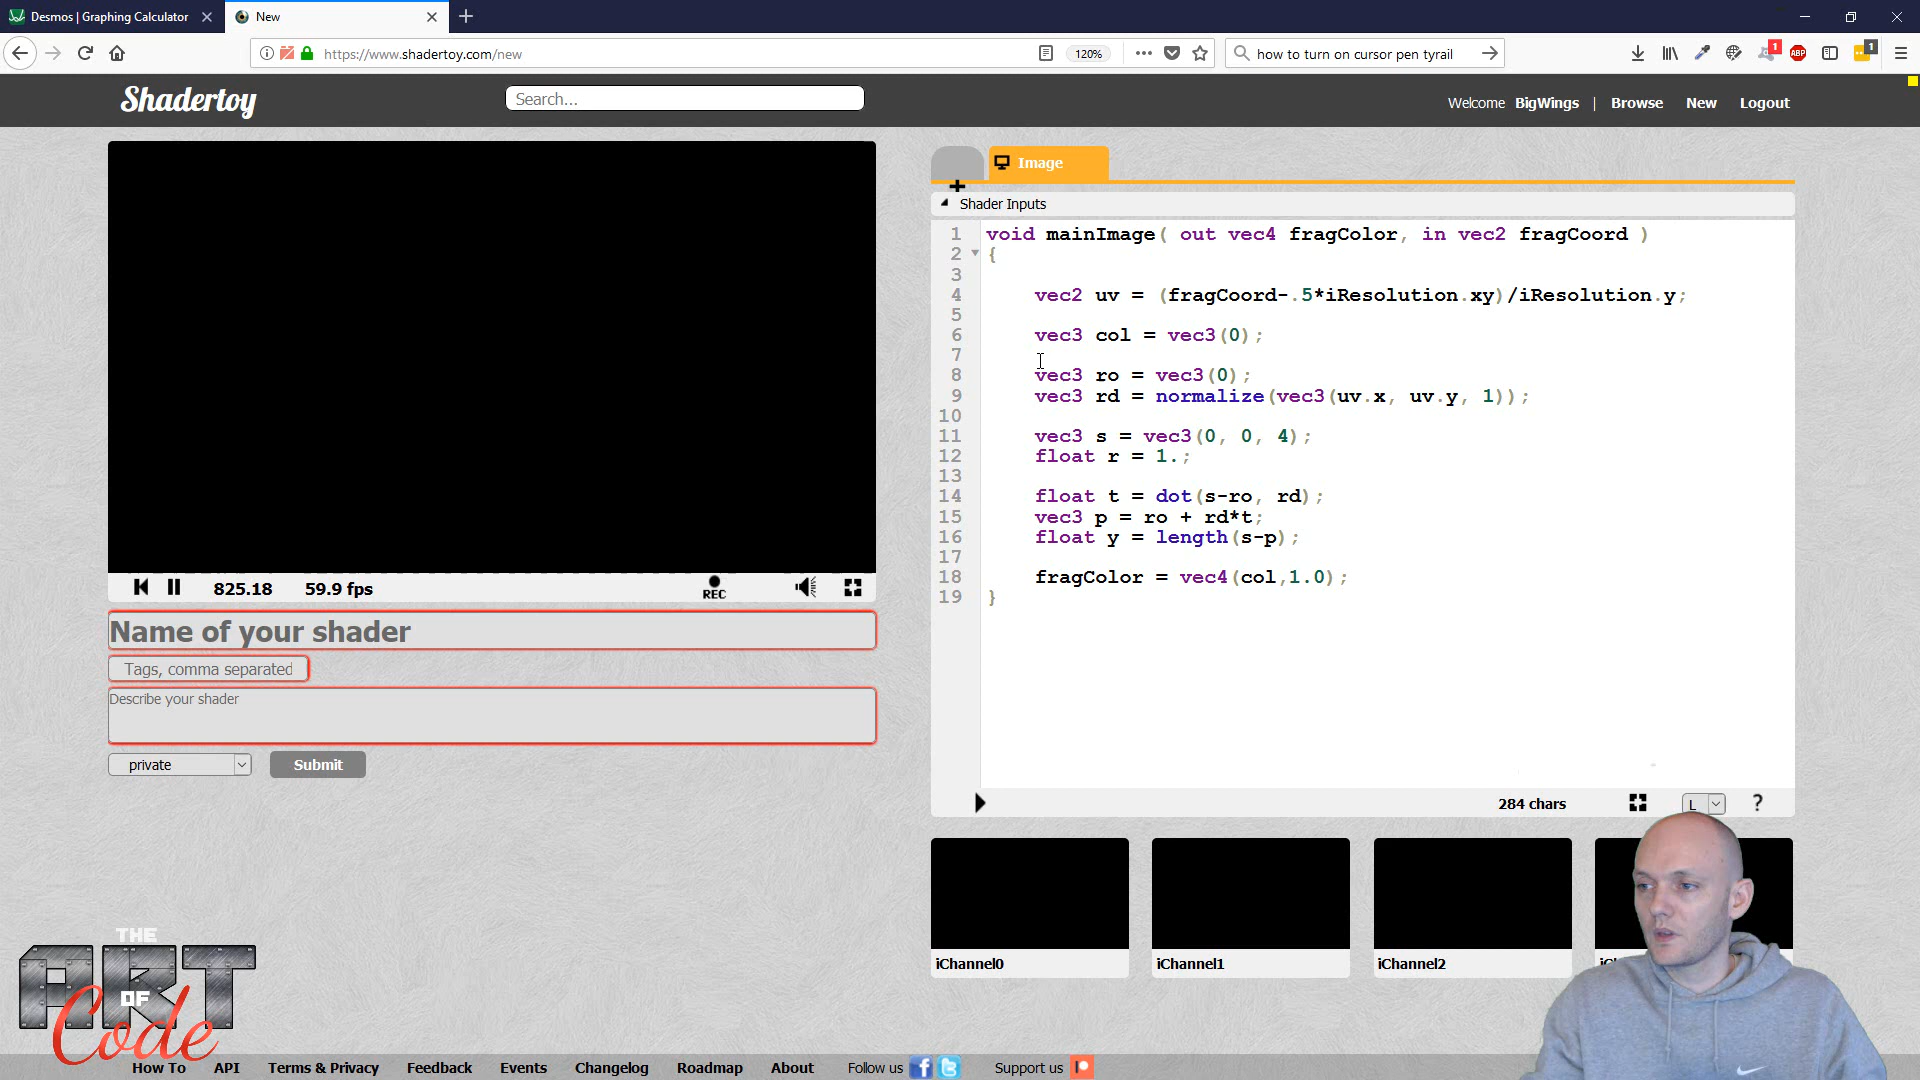 Desmos | Graphing Calculator
New
https://www.shadertoy.com/new
120%
how to turn on cursor pen tyrail
1
ABP
1
Shadertoy
Search...
Welcome BigWings | Browse New Logout
Image
Shader Inputs
1 void mainImage( out vec4 fragColor, in vec2 fragCoord )
2 {
3
4 vec2 uv = (fragCoord-.5*iResolution.xy)/iResolution.y;
5
6 vec3 col = vec3(0);
7
8 vec3 ro = vec3(0);
9 vec3 rd = normalize(vec3(uv.x, uv.y, 1));
10
11 vec3 s = vec3(0, 0, 4);
12 float r = 1.;
13
14 float t = dot(s-ro, rd);
15 vec3 p = ro + rd*t;
16 float y = length(s-p);
17
18 fragColor = vec4(col,1.0);
19 }
825.18 59.9 fps
REC
Name of your shader
Tags, comma separated
Describe your shader
private
Submit
284 chars
L
?
iChannel0
iChannel1
iChannel2
THE
ART
OF
Code
How To API Terms & Privacy Feedback Events Changelog Roadmap About Follow us Support us